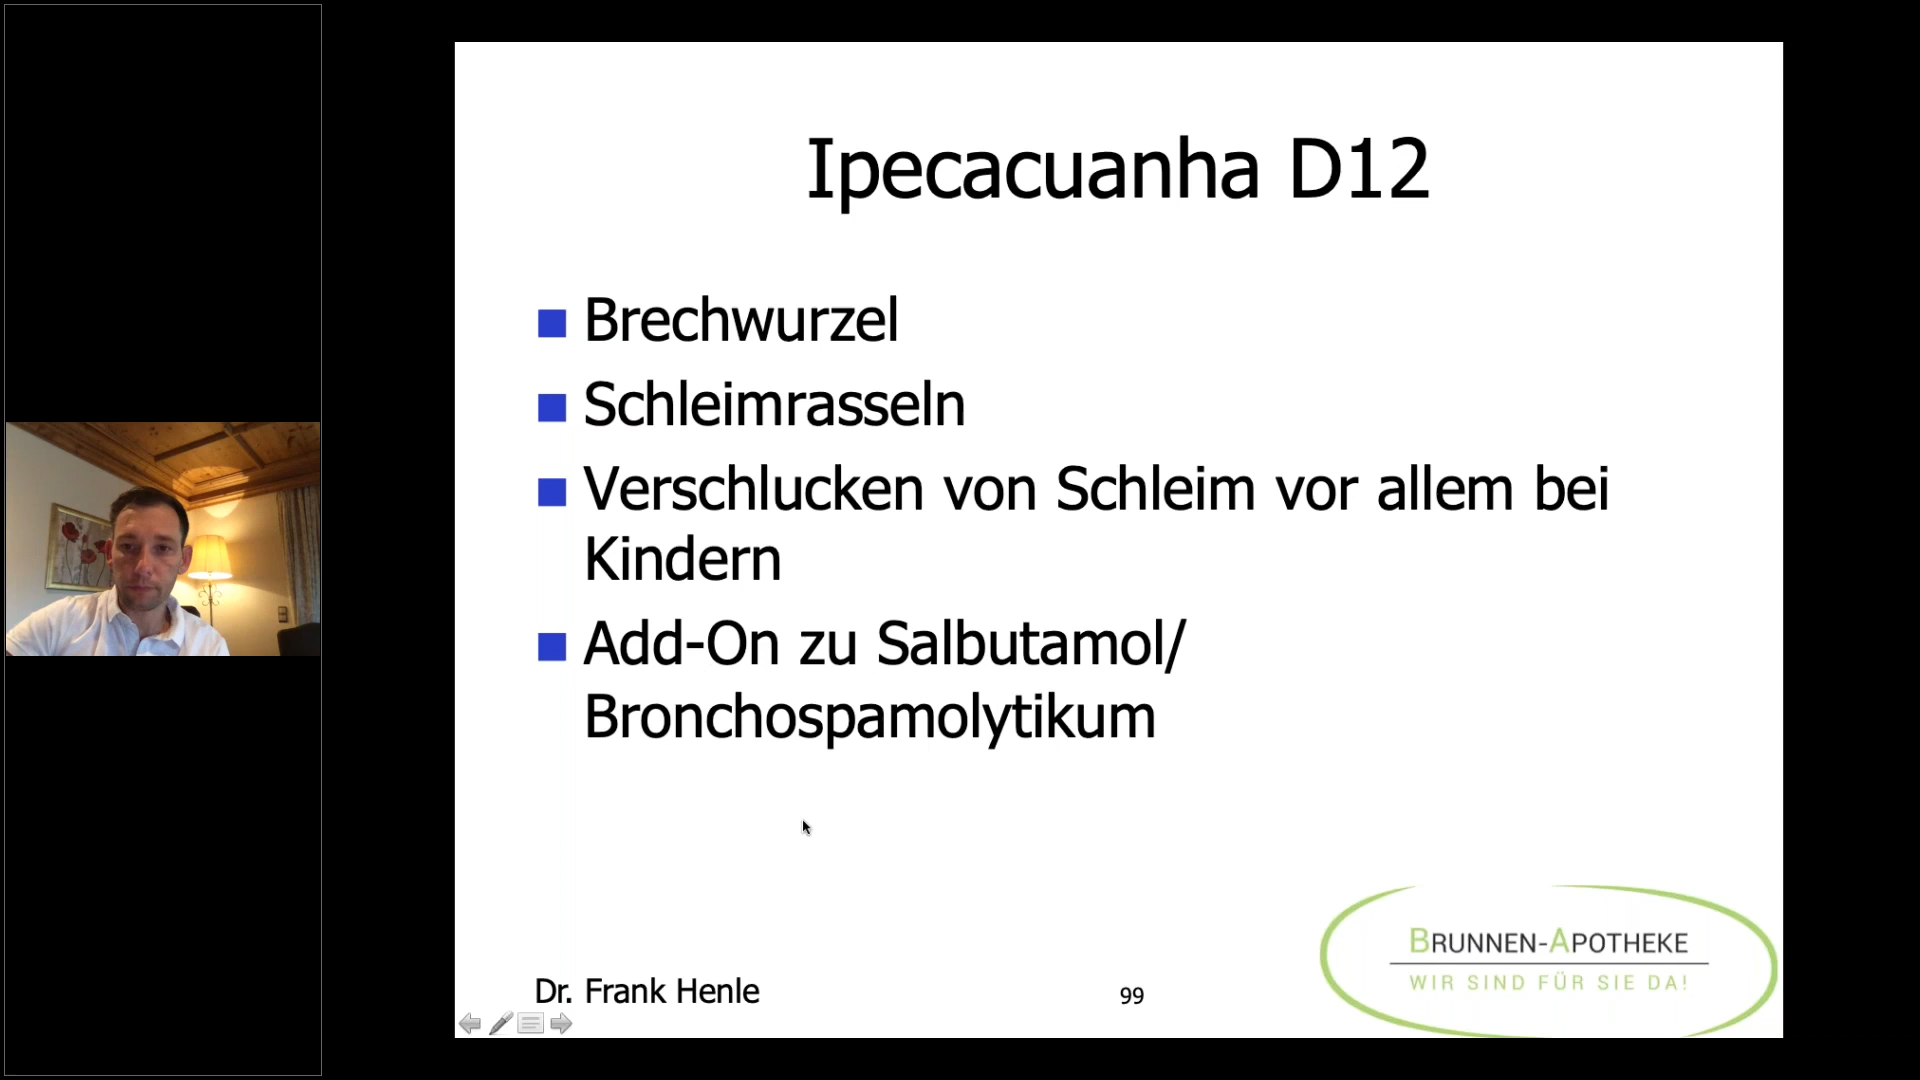 Ipecacuanha D12
Brechwurzel
Schleimrasseln
Verschlucken von Schleim vor allem bei
Kindern
Add-On zu Salbutamol/
Bronchospamolytikum
Dr. Frank Henle
99
BRUNNEN-APOTHEKE
WIR SIND FÜR SIE DA!